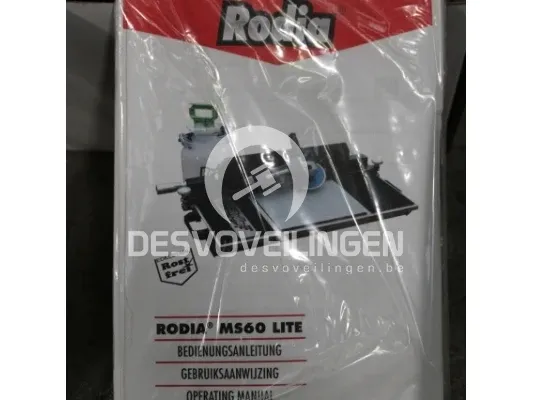 Rodia
DESVOVEILINGEN
desvoveilingen.be
Rost
frei
RODIA® MS60 LITE
BEDIENUNGSANLEITUNG
GEBRUIKSAANWIJZING
OPERATING MANUAL